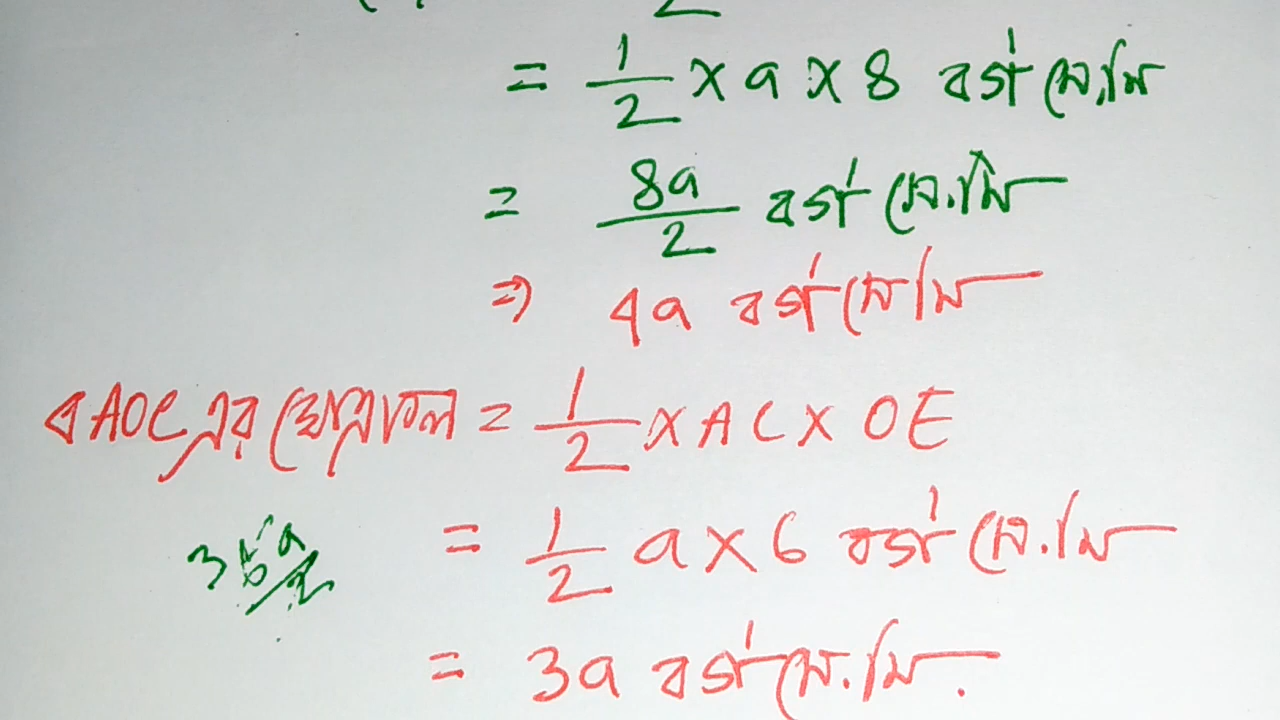 2
= 1/2 × a × 8 বর্গ সে.মি
= 8a/2 বর্গ সে.মি
⇒ 4a বর্গ সে মি
AOC এর ক্ষেত্রফল = 1/2 × AC × OE
= 1/2 a × 6 বর্গ সে.মি
= 3a বর্গ সে.মি.